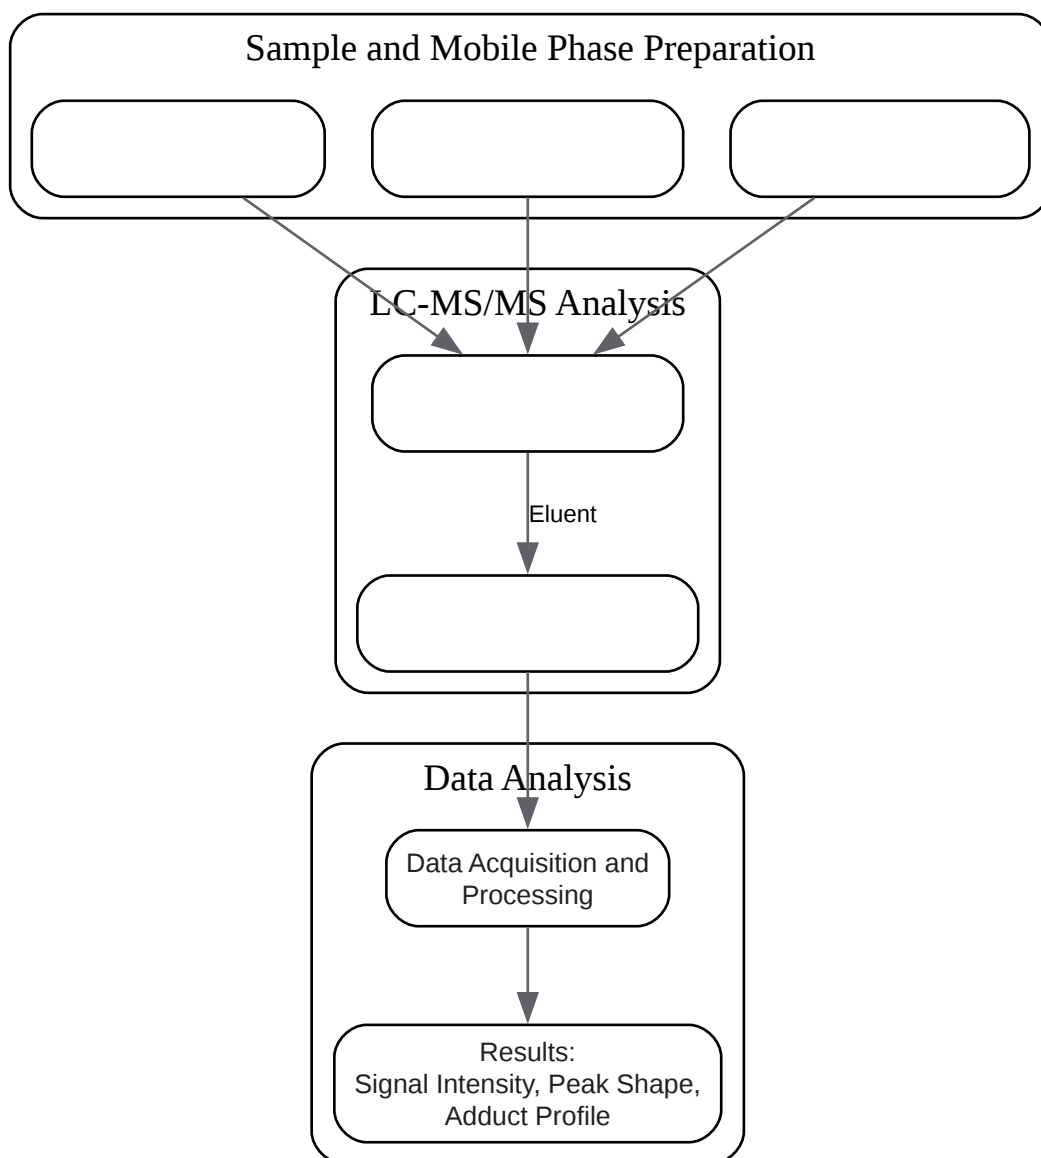 Sample and Mobile Phase Preparation
LC-MS/MS Analysis
Eluent
Data Analysis
Data Acquisition and
Processing
Results:
Signal Intensity, Peak Shape,
Adduct Profile